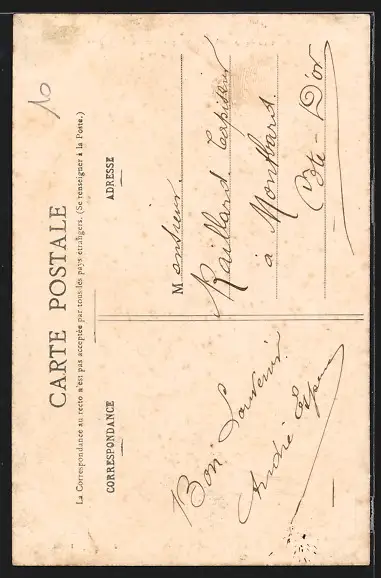 CARTE POSTALE
La Correspondance au recto n'est pas acceptée par tous les pays étrangers. (Se renseigner à la Poste.)
CORRESPONDANCE
Bon Souvenir
André
ADRESSE
Monsieur
Raillard. Tapissier
à Montbard.
Côte-D'or
10